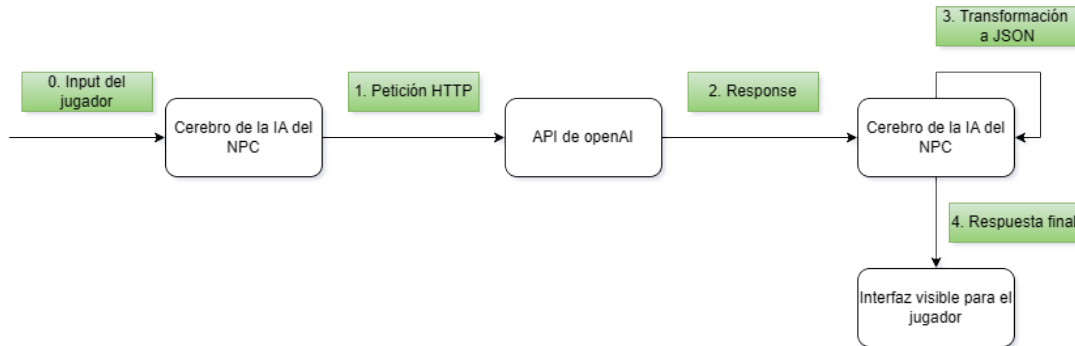 3. Transformación
a JSON
0. Input del
jugador
1. Petición HTTP
2. Response
Cerebro de la IA del
NPC
API de openAI
Cerebro de la IA del
NPC
4. Respuesta final
Interfaz visible para el
jugador